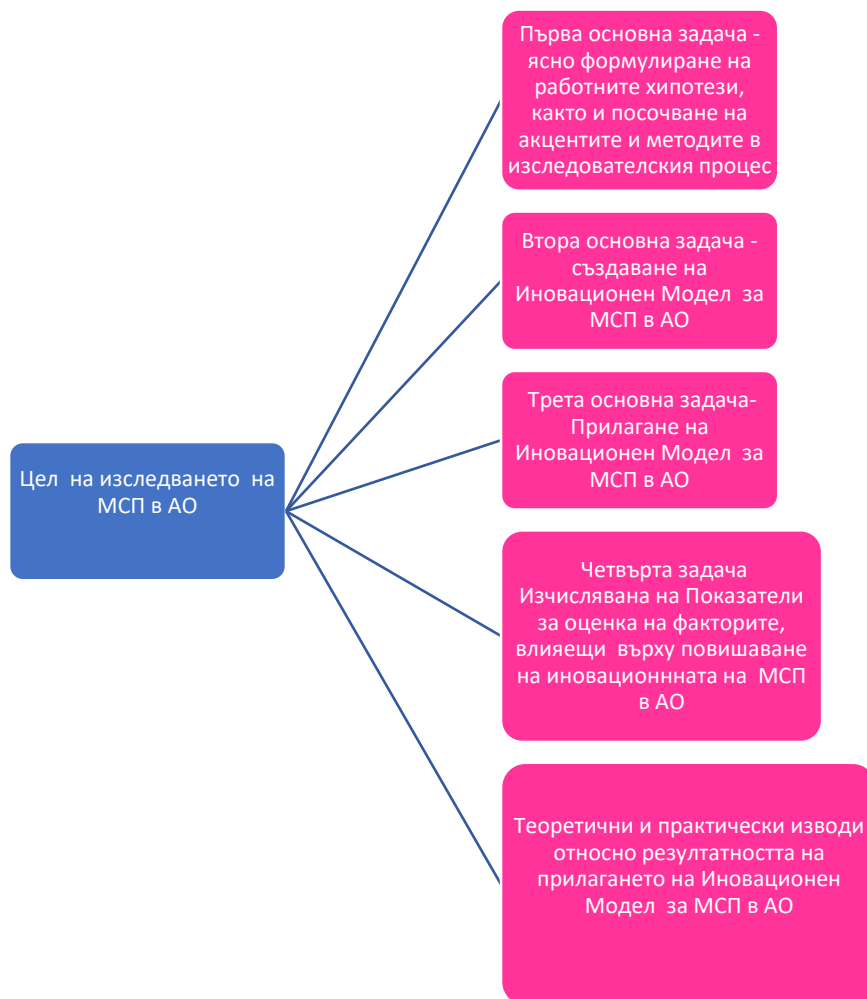 Първа основна задача -
ясно формулиране на
работните хипотези,
както и посочване на
акцентите и методите в
изследователския процес
Втора основна задача -
създаване на
Иновационен Модел за
МСП в АО
Трета основна задача-
Прилагане на
Иновационен Модел за
МСП в АО
Цел на изследването на
МСП в АО
Четвърта задача
Изчислявана на Показатели
за оценка на факторите,
влияещи върху повишаване
на иновационнната на МСП
в АО
Теоретични и практически изводи
относно резултатността на
прилагането на Иновационен
Модел за МСП в АО